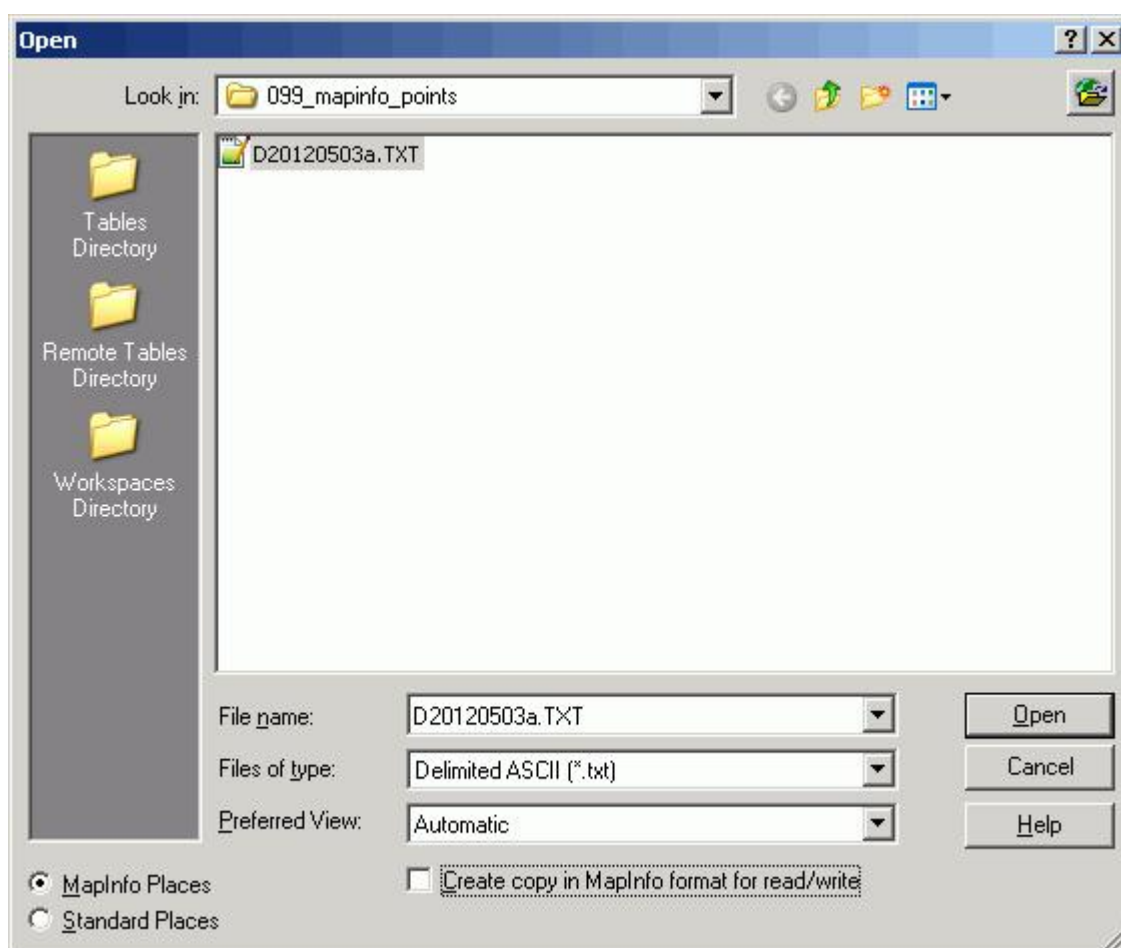 Open
Look in: 099_mapinfo_points
D20120503a.TXT
Tables
Directory
Remote Tables
Directory
Workspaces
Directory
File name: D20120503a.TXT Open
Files of type: Delimited ASCII (*.txt) Cancel
Preferred View: Automatic Help
MapInfo Places Create copy in MapInfo format for read/write
Standard Places